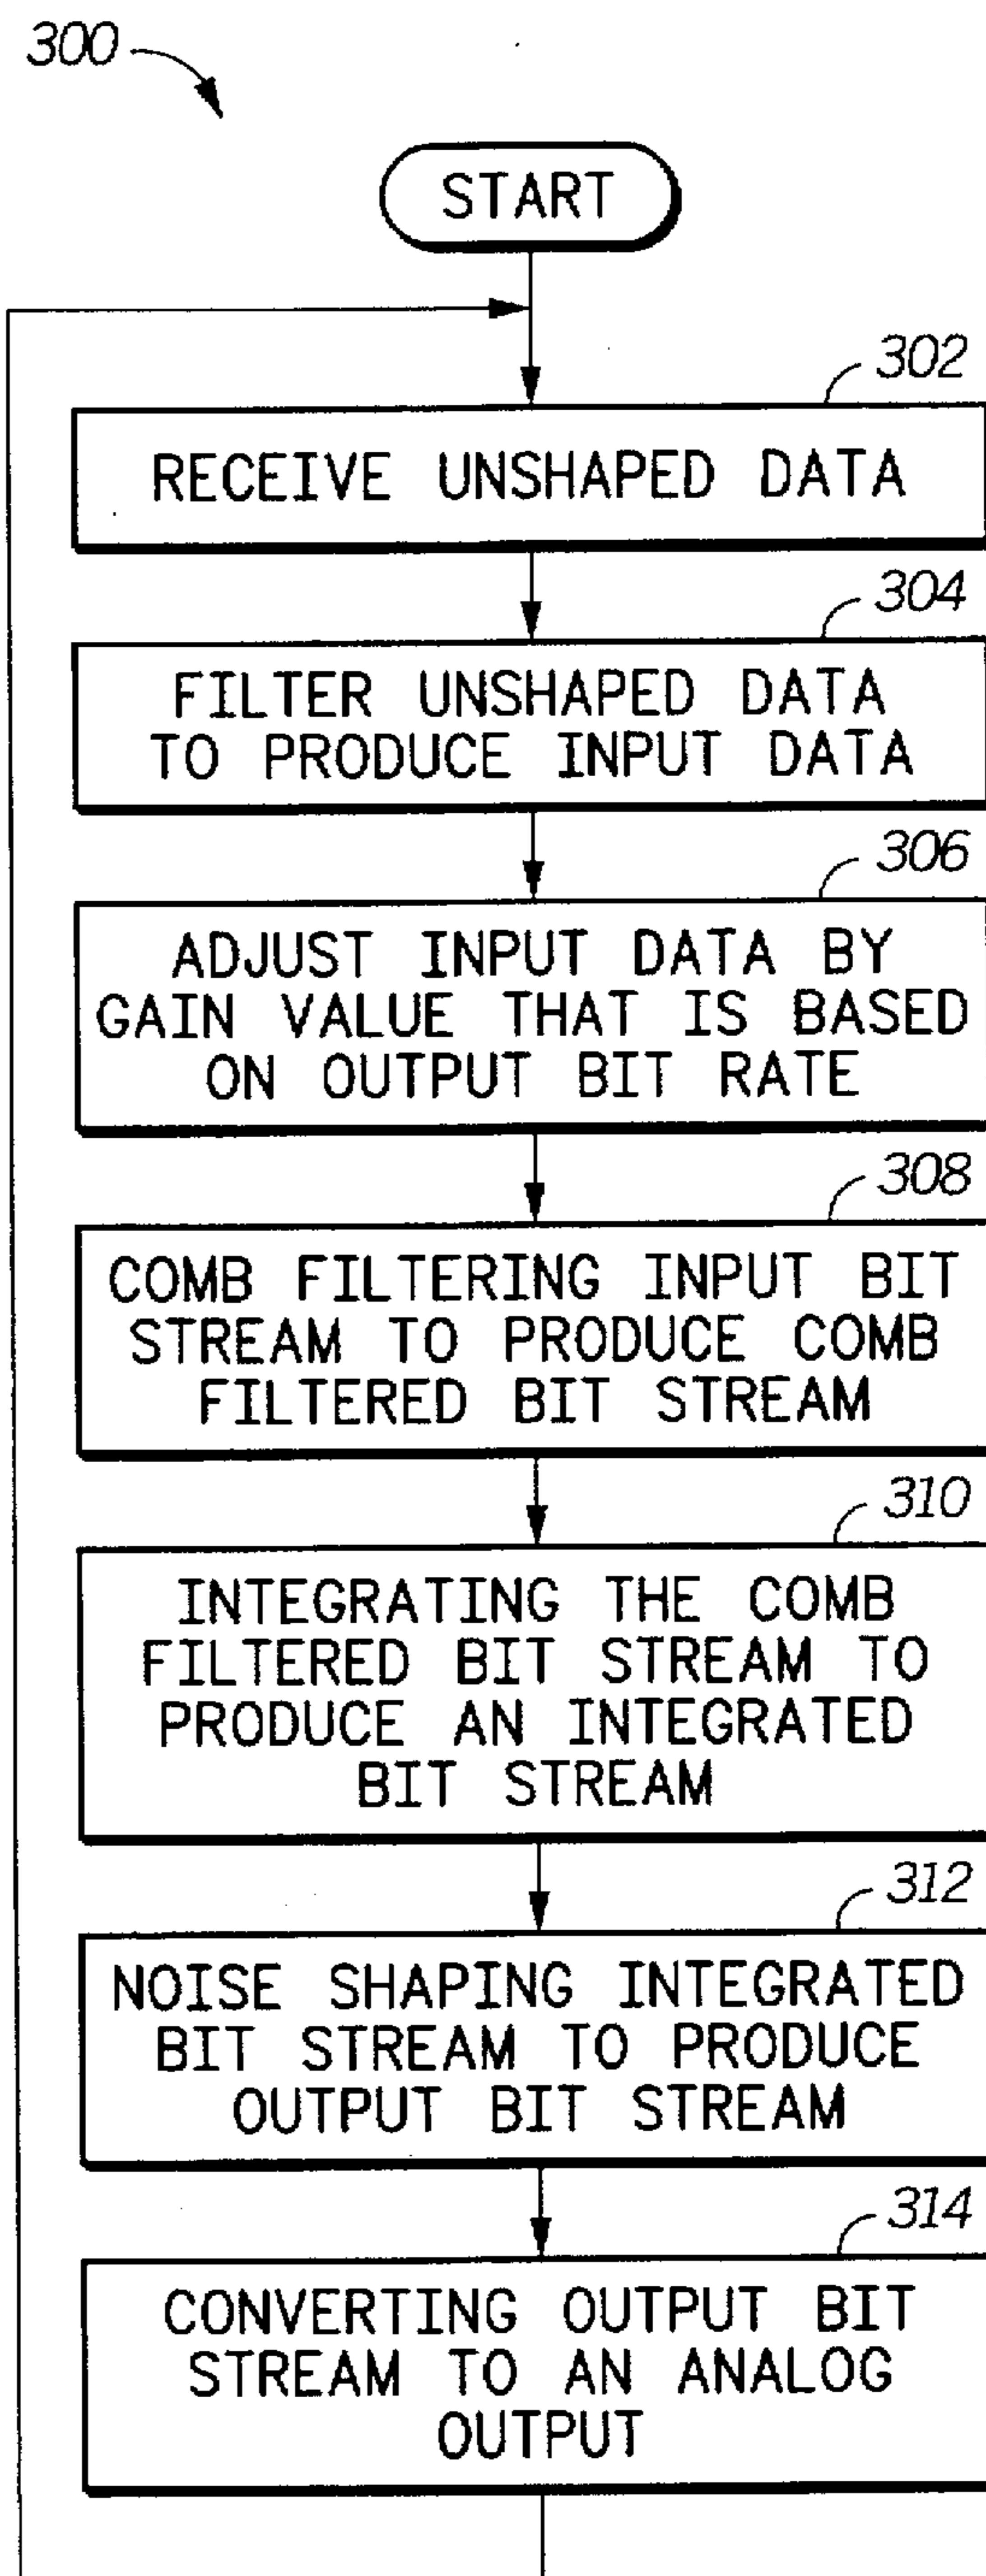 300
START
302
RECEIVE UNSHAPED DATA
304
FILTER UNSHAPED DATA
TO PRODUCE INPUT DATA
306
ADJUST INPUT DATA BY
GAIN VALUE THAT IS BASED
ON OUTPUT BIT RATE
308
COMB FILTERING INPUT BIT
STREAM TO PRODUCE COMB
FILTERED BIT STREAM
310
INTEGRATING THE COMB
FILTERED BIT STREAM TO
PRODUCE AN INTEGRATED
BIT STREAM
312
NOISE SHAPING INTEGRATED
BIT STREAM TO PRODUCE
OUTPUT BIT STREAM
314
CONVERTING OUTPUT BIT
STREAM TO AN ANALOG
OUTPUT